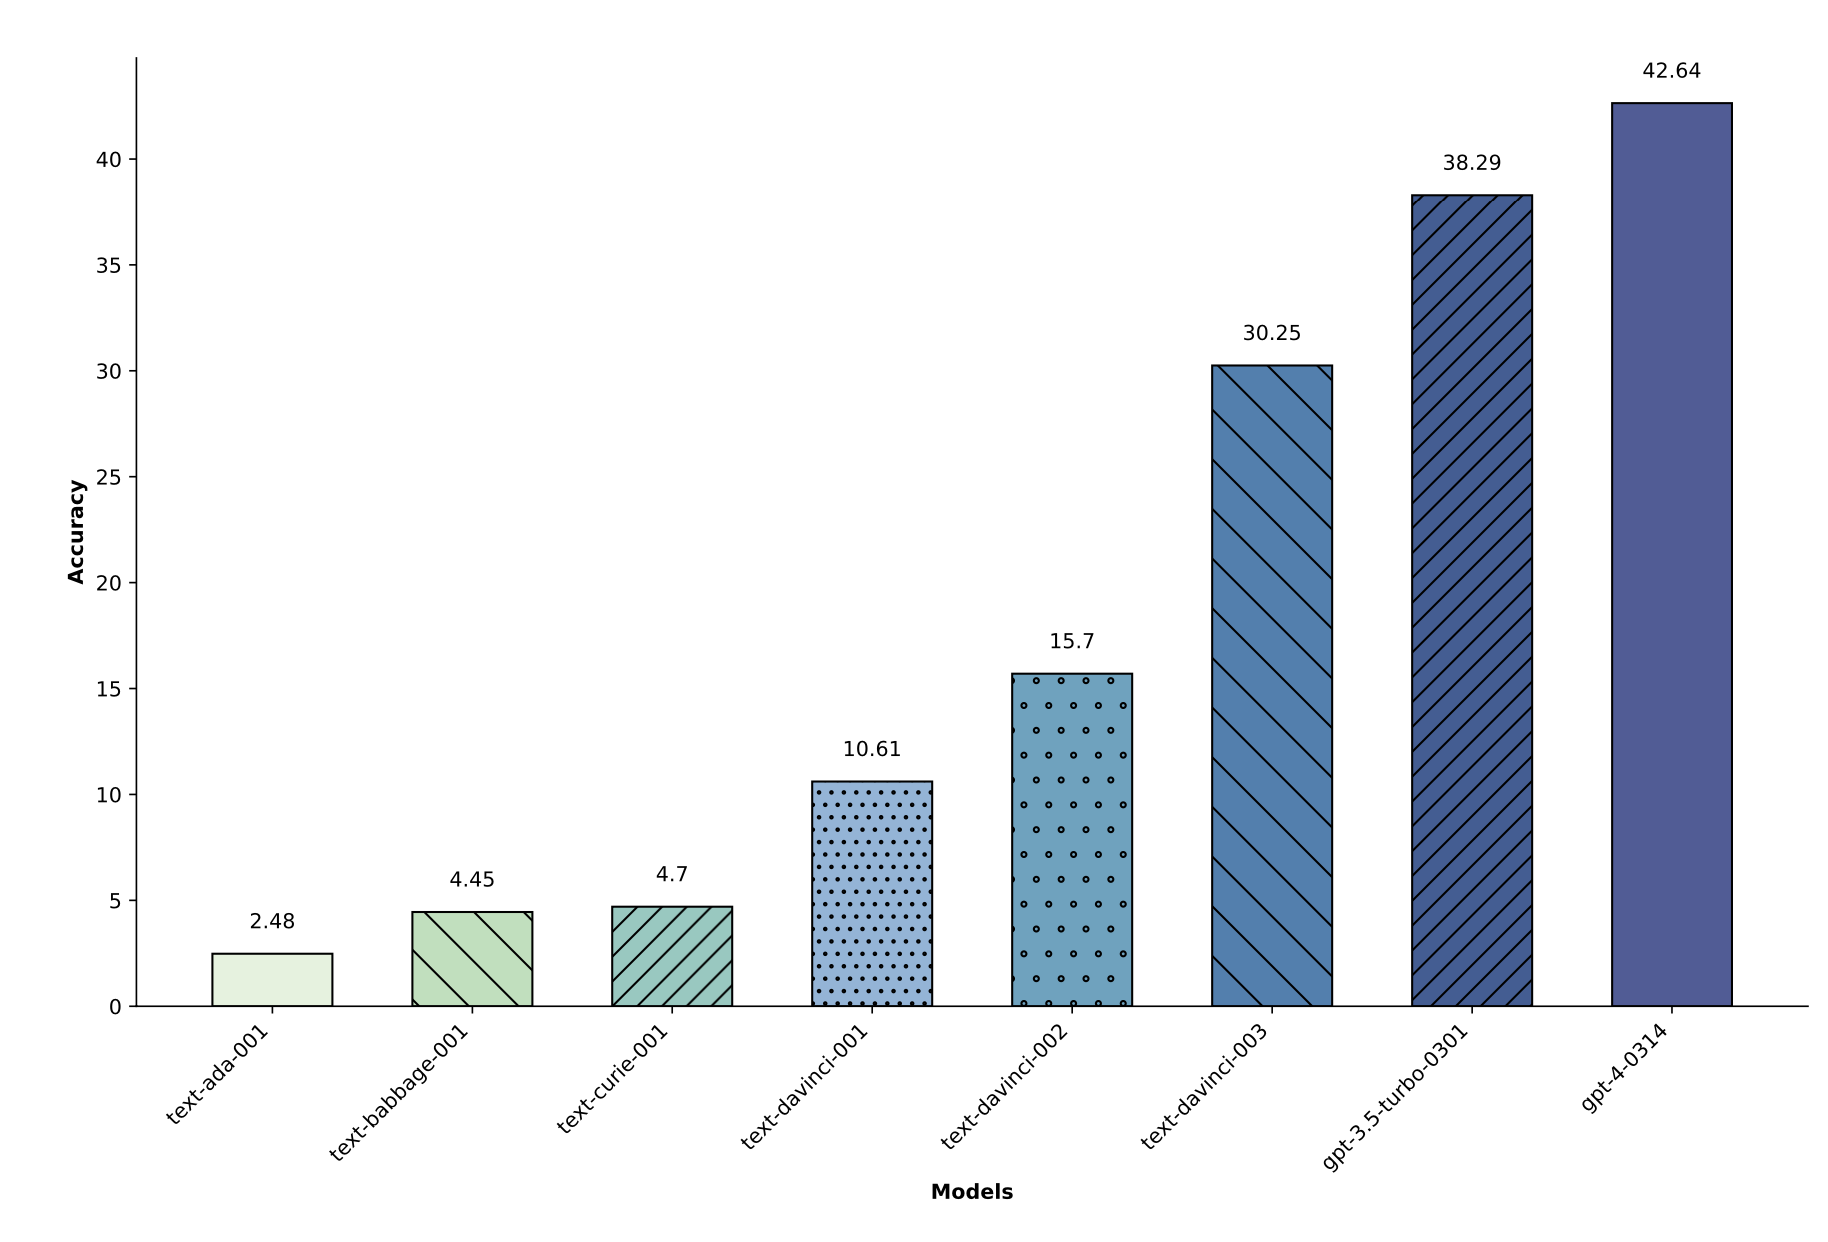 42.64
38.29
30.25
15.7
10.61
4.7
4.45
2.48
40
35
30
25
20
15
10
5
0
Accuracy
text-ada-001
text-babbage-001
text-curie-001
text-davinci-001
text-davinci-002
text-davinci-003
gpt-3.5-turbo-0301
gpt-4-0314
Models